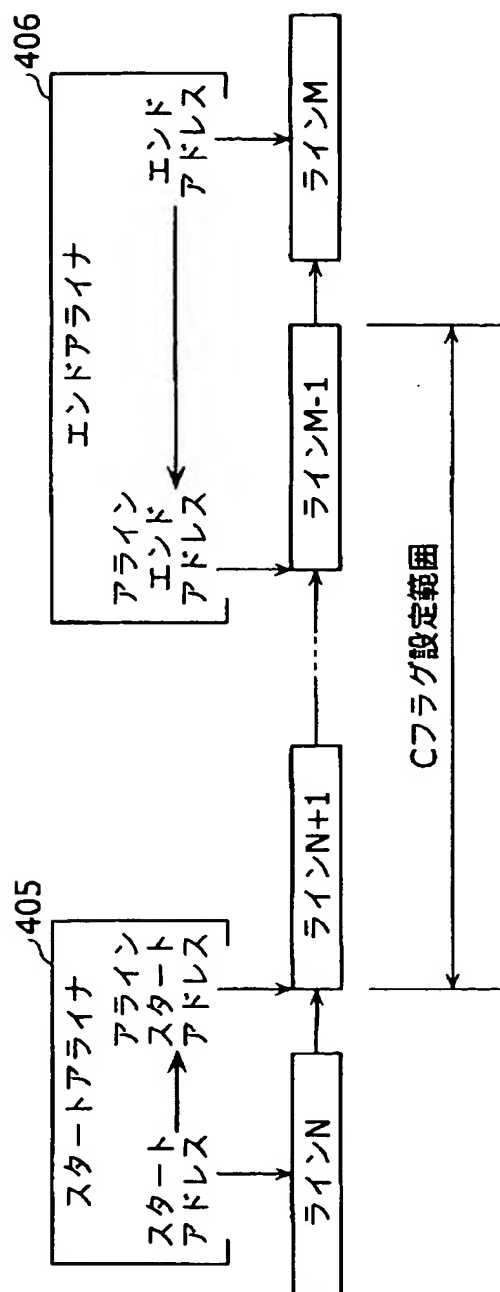 405
スタートアライナ
スタート
アドレス
アライン
スタート
アドレス
406
エンドアライナ
アライン
エンド
アドレス
エンド
アドレス
ラインN
ラインN+1
ラインM-1
ラインM
Cフラグ設定範囲